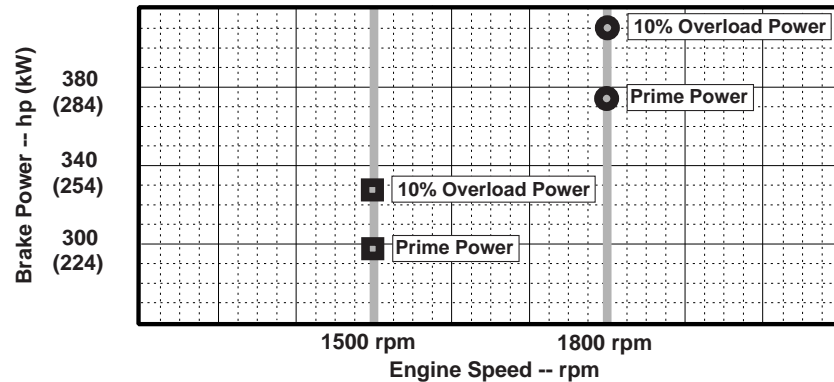 Brake Power -- hp (kW)
10% Overload Power
380
(284)
Prime Power
340
(254)
10% Overload Power
300
(224)
Prime Power
1500 rpm
1800 rpm
Engine Speed -- rpm